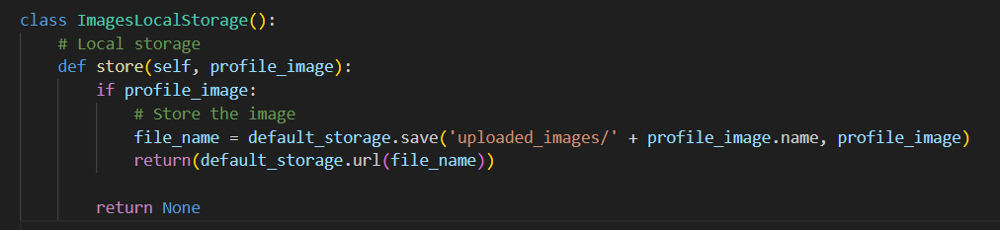 class ImagesLocalStorage():
    # Local storage
    def store(self, profile_image):
        if profile_image:
            # Store the image
            file_name = default_storage.save('uploaded_images/' + profile_image.name, profile_image)
            return(default_storage.url(file_name))

        return None